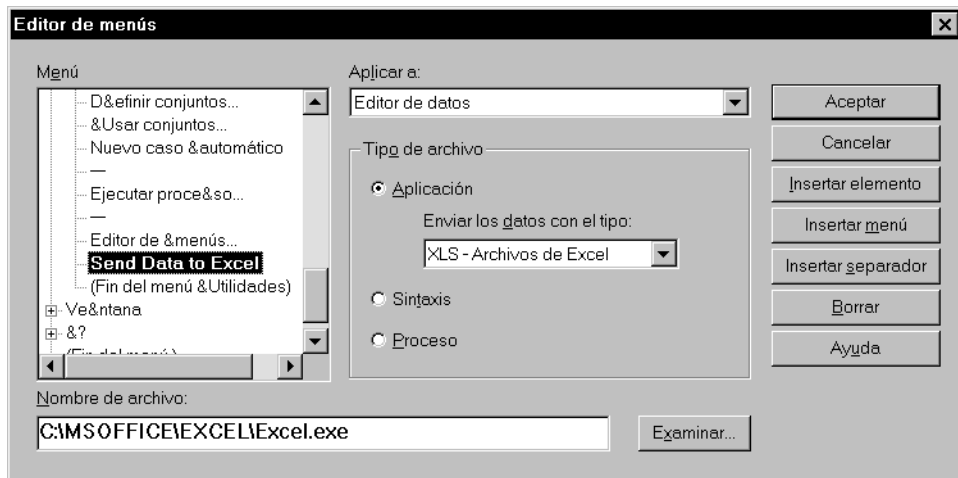 Editor de menús
Menú
D&efinir conjuntos...
&Usar conjuntos...
Nuevo caso &automático
—
Ejecutar proce&so...
—
Editor de &menús...
Send Data to Excel
(Fin del menú &Utilidades)
Ve&ntana
&?
(Fin del menú )
Aplicar a:
Editor de datos
Tipo de archivo
Aplicación
Enviar los datos con el tipo:
XLS - Archivos de Excel
Sintaxis
Proceso
Aceptar
Cancelar
Insertar elemento
Insertar menú
Insertar separador
Borrar
Ayuda
Nombre de archivo:
C:\MSOFFICE\EXCEL\Excel.exe
Examinar...